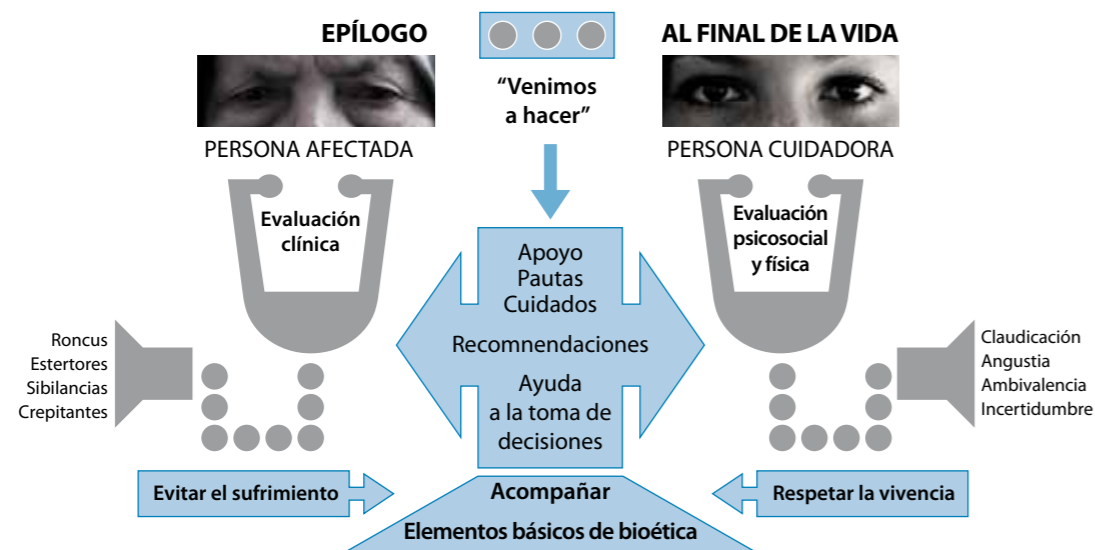 EPÍLOGO
AL FINAL DE LA VIDA
“Venimos
a hacer”
PERSONA AFECTADA
PERSONA CUIDADORA
Evaluación
clínica
Evaluación
psicosocial
y física
Apoyo
Pautas
Cuidados
Recomnendaciones
Ayuda
a la toma de
decisiones
Roncus
Estertores
Sibilancias
Crepitantes
Claudicación
Angustia
Ambivalencia
Incertidumbre
Evitar el sufrimiento
Acompañar
Respetar la vivencia
Elementos básicos de bioética